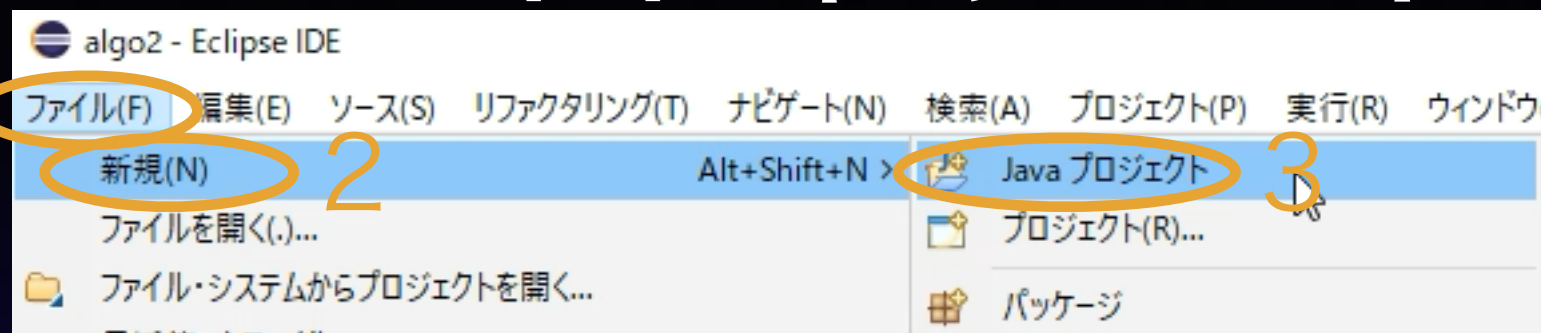 algo2 - Eclipse IDE
ファイル(F) 編集(E) ソース(S) リファクタリング(T) ナビゲート(N) 検索(A) プロジェクト(P) 実行(R) ウィンドウ(
新規(N) 2 Alt+Shift+N > Java プロジェクト 3
ファイルを開く(.)... プロジェクト(R)...
ファイル・システムからプロジェクトを開く...
パッケージ